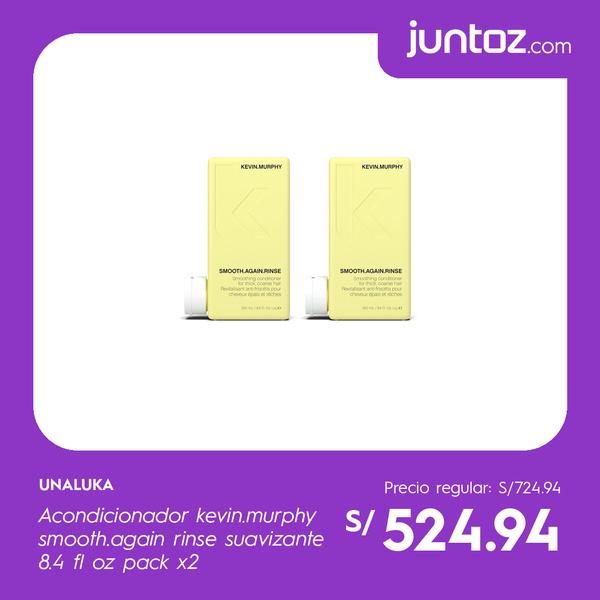 juntoz.com
KEVIN.MURPHY
SMOOTH.AGAIN.RINSE
Smoothing conditioner
for thick, coarse hair
Revitalisant anti-frisottis pour
cheveux épais et rêches
KEVIN.MURPHY
SMOOTH.AGAIN.RINSE
Smoothing conditioner
for thick, coarse hair
Revitalisant anti-frisottis pour
cheveux épais et rêches
UNALUKA
Acondicionador kevin.murphy
smooth.again rinse suavizante
8.4 fl oz pack x2
Precio regular: S/724.94
S/ 524.94